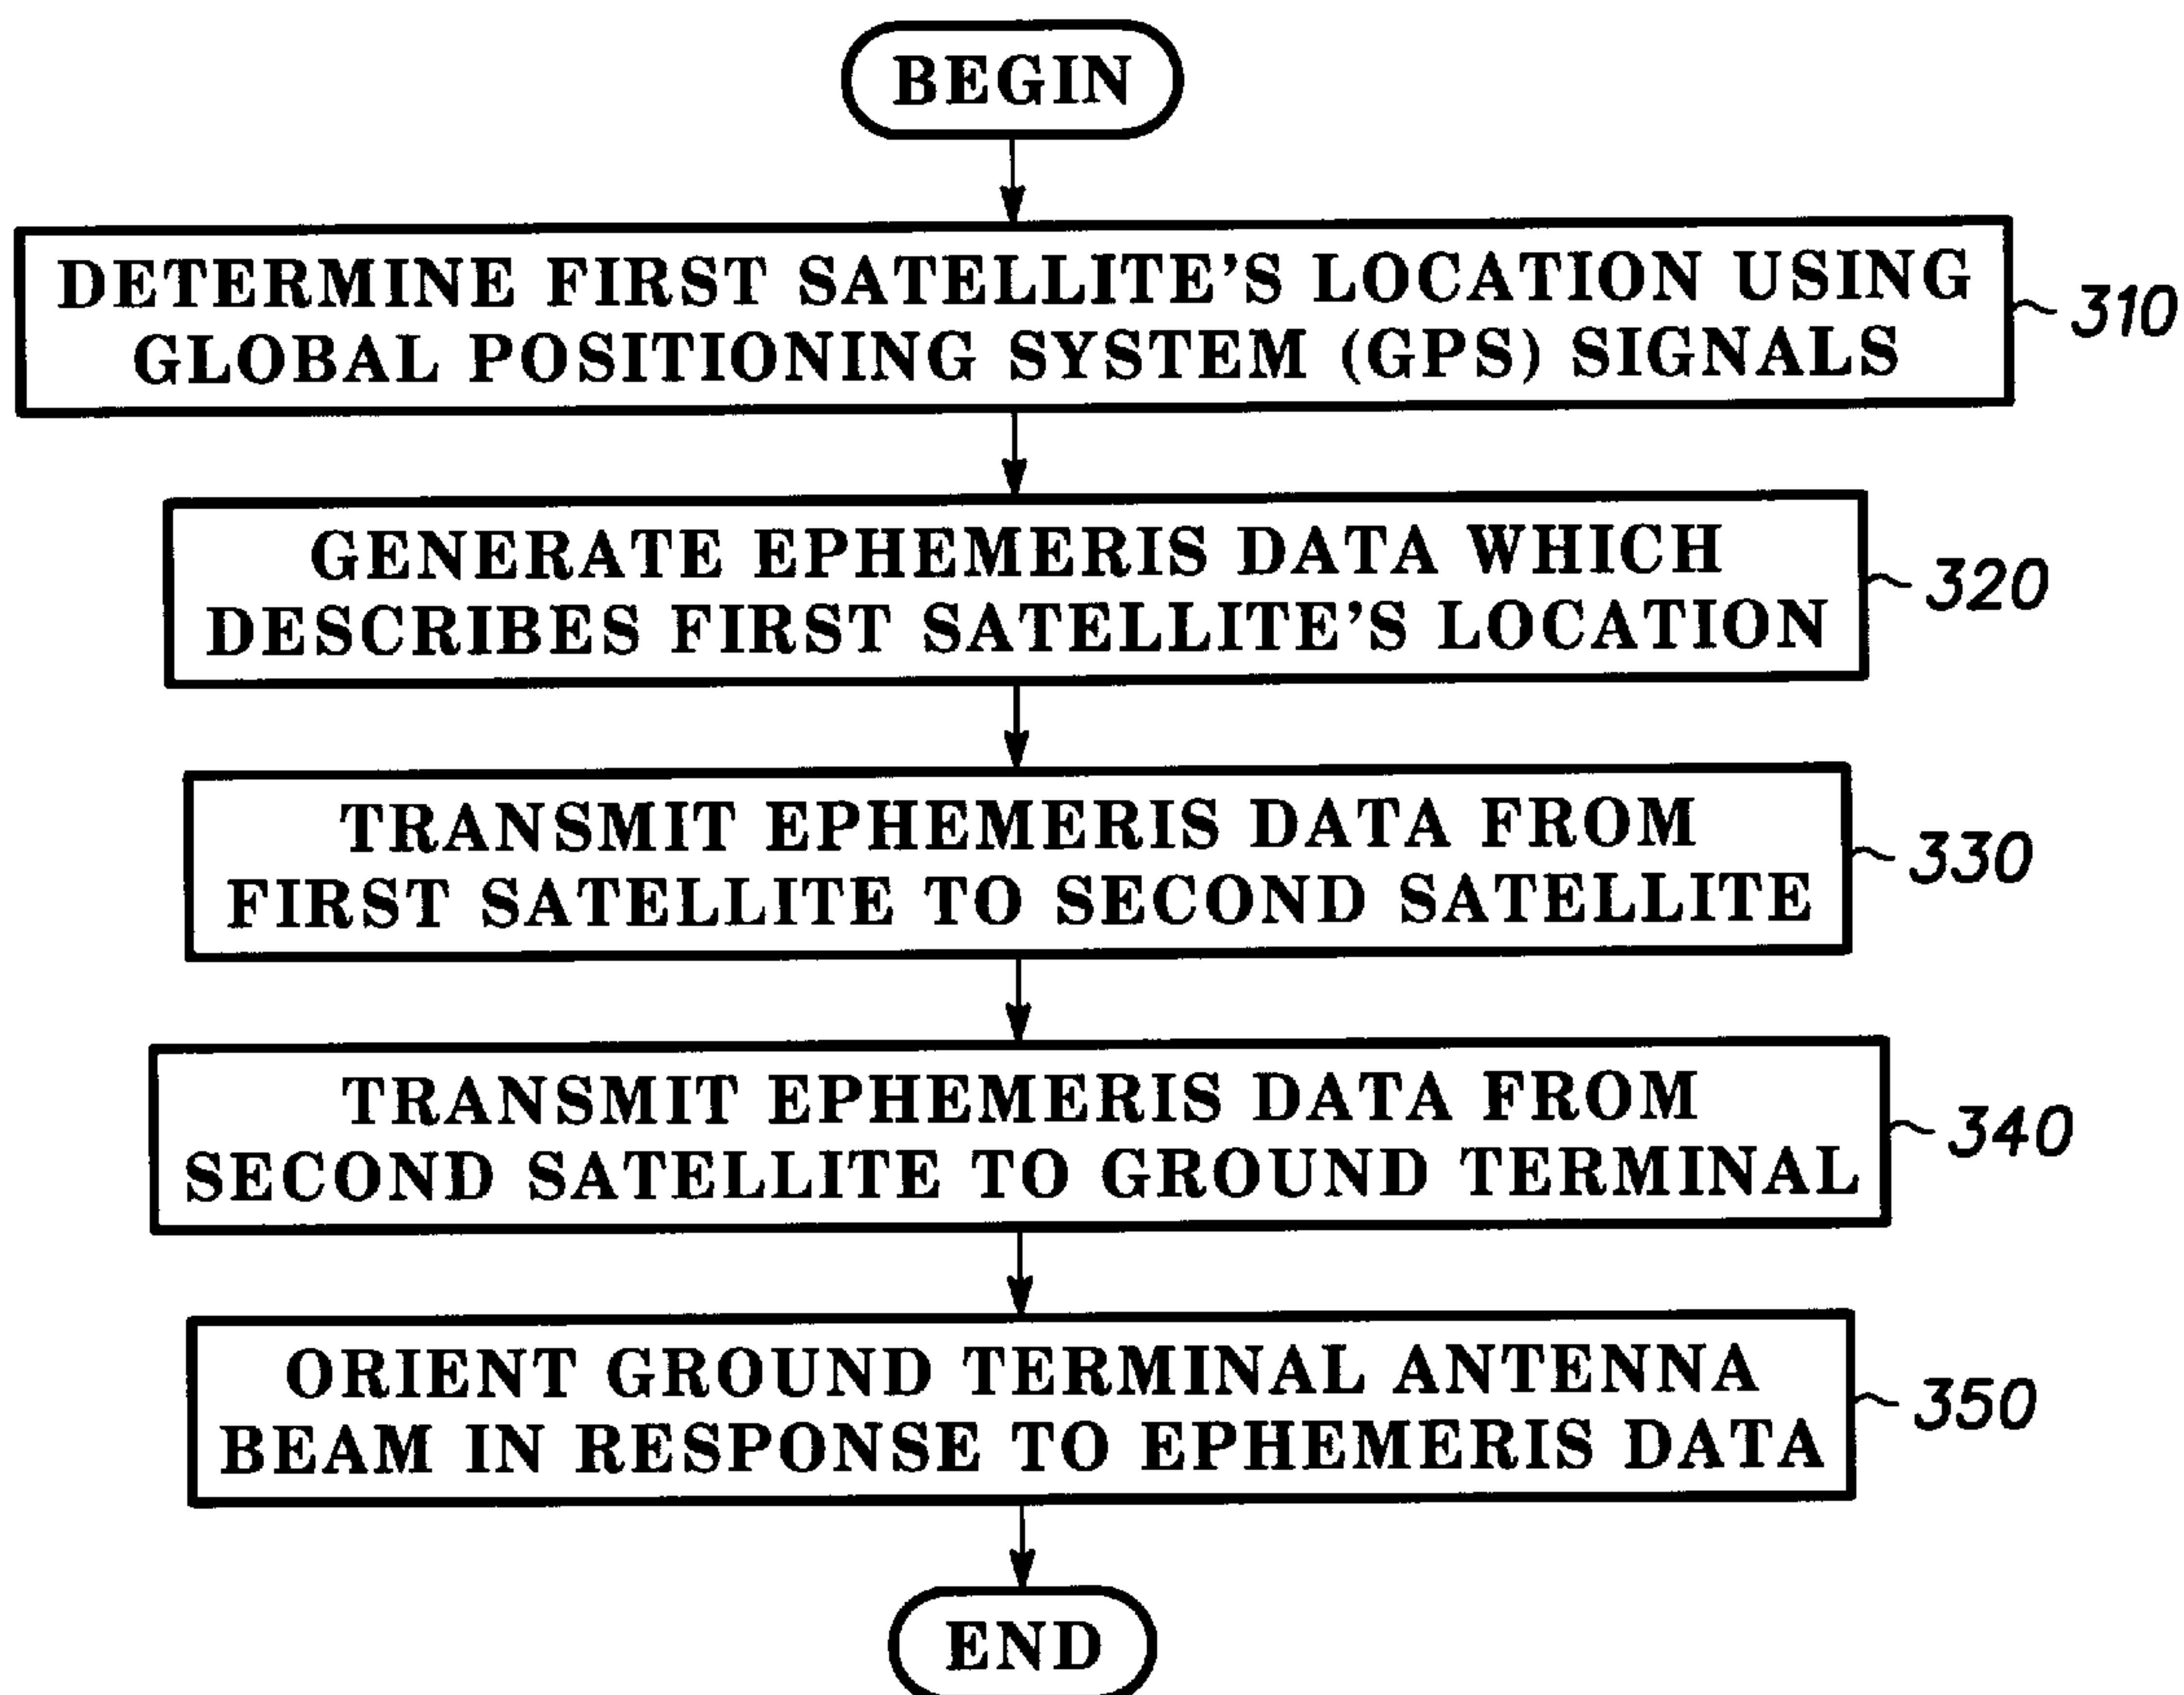 BEGIN
DETERMINE FIRST SATELLITE'S LOCATION USING
GLOBAL POSITIONING SYSTEM (GPS) SIGNALS
310
GENERATE EPHEMERIS DATA WHICH
DESCRIBES FIRST SATELLITE'S LOCATION
320
TRANSMIT EPHEMERIS DATA FROM
FIRST SATELLITE TO SECOND SATELLITE
330
TRANSMIT EPHEMERIS DATA FROM
SECOND SATELLITE TO GROUND TERMINAL
340
ORIENT GROUND TERMINAL ANTENNA
BEAM IN RESPONSE TO EPHEMERIS DATA
350
END